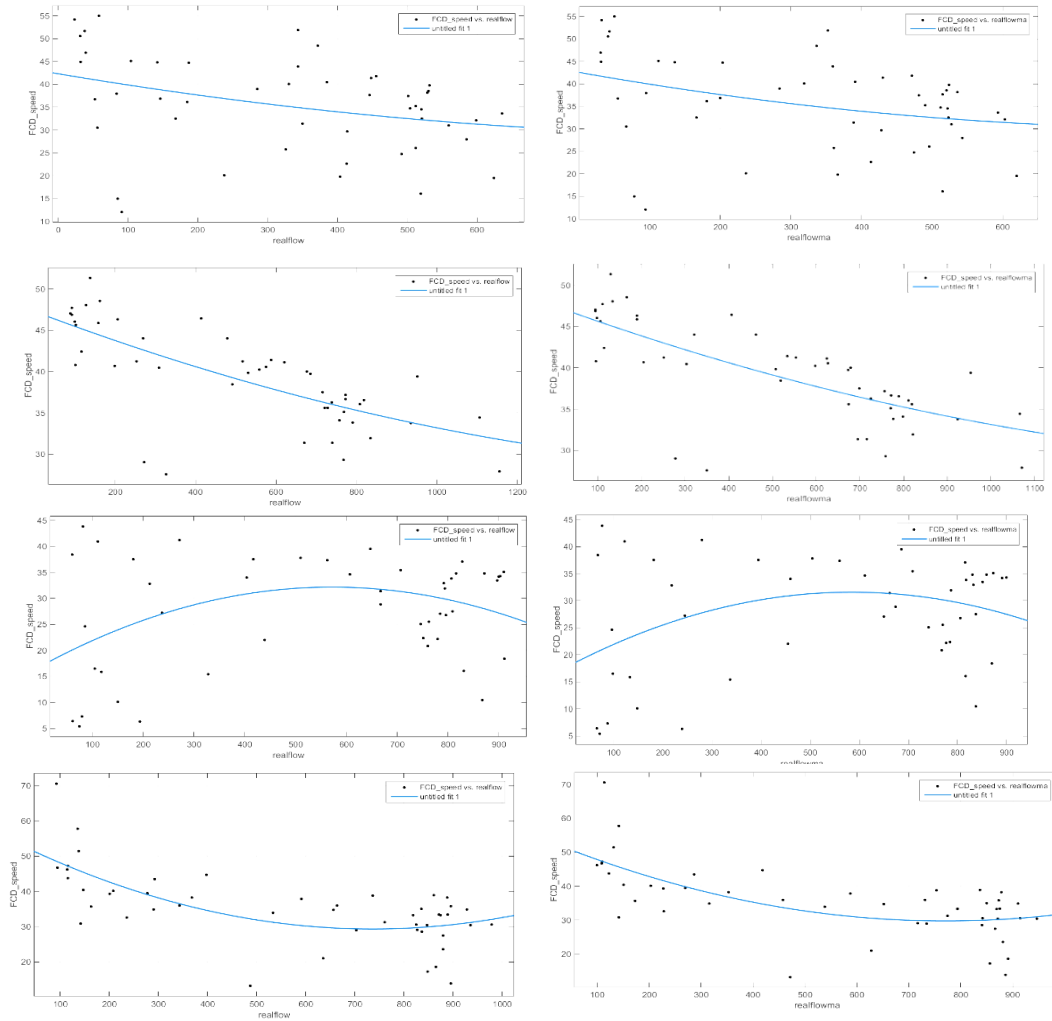 FCD_speed vs. realflow
untitled fit 1
55
50
45
40
35
30
25
20
15
10
FCD_speed
0 100 200 300 400 500 600
realflow
FCD_speed vs. realflowma
untitled fit 1
55
50
45
40
35
30
25
20
15
10
FCD_speed
100 200 300 400 500 600
realflowma
FCD_speed vs. realflow
untitled fit 1
50
45
40
35
30
FCD_speed
200 400 600 800 1000 1200
realflow
FCD_speed vs. realflowma
untitled fit 1
50
45
40
35
30
FCD_speed
100 200 300 400 500 600 700 800 900 1000 1100
realflowma
FCD_speed vs. realflow
untitled fit 1
45
40
35
30
25
20
15
10
5
FCD_speed
100 200 300 400 500 600 700 800 900
realflow
FCD_speed vs. realflowma
untitled fit 1
45
40
35
30
25
20
15
10
5
FCD_speed
100 200 300 400 500 600 700 800 900
realflowma
FCD_speed vs. realflow
untitled fit 1
70
60
50
40
30
20
FCD_speed
100 200 300 400 500 600 700 800 900 1000
realflow
FCD_speed vs. realflowma
untitled fit 1
70
60
50
40
30
20
FCD_speed
100 200 300 400 500 600 700 800 900
realflowma